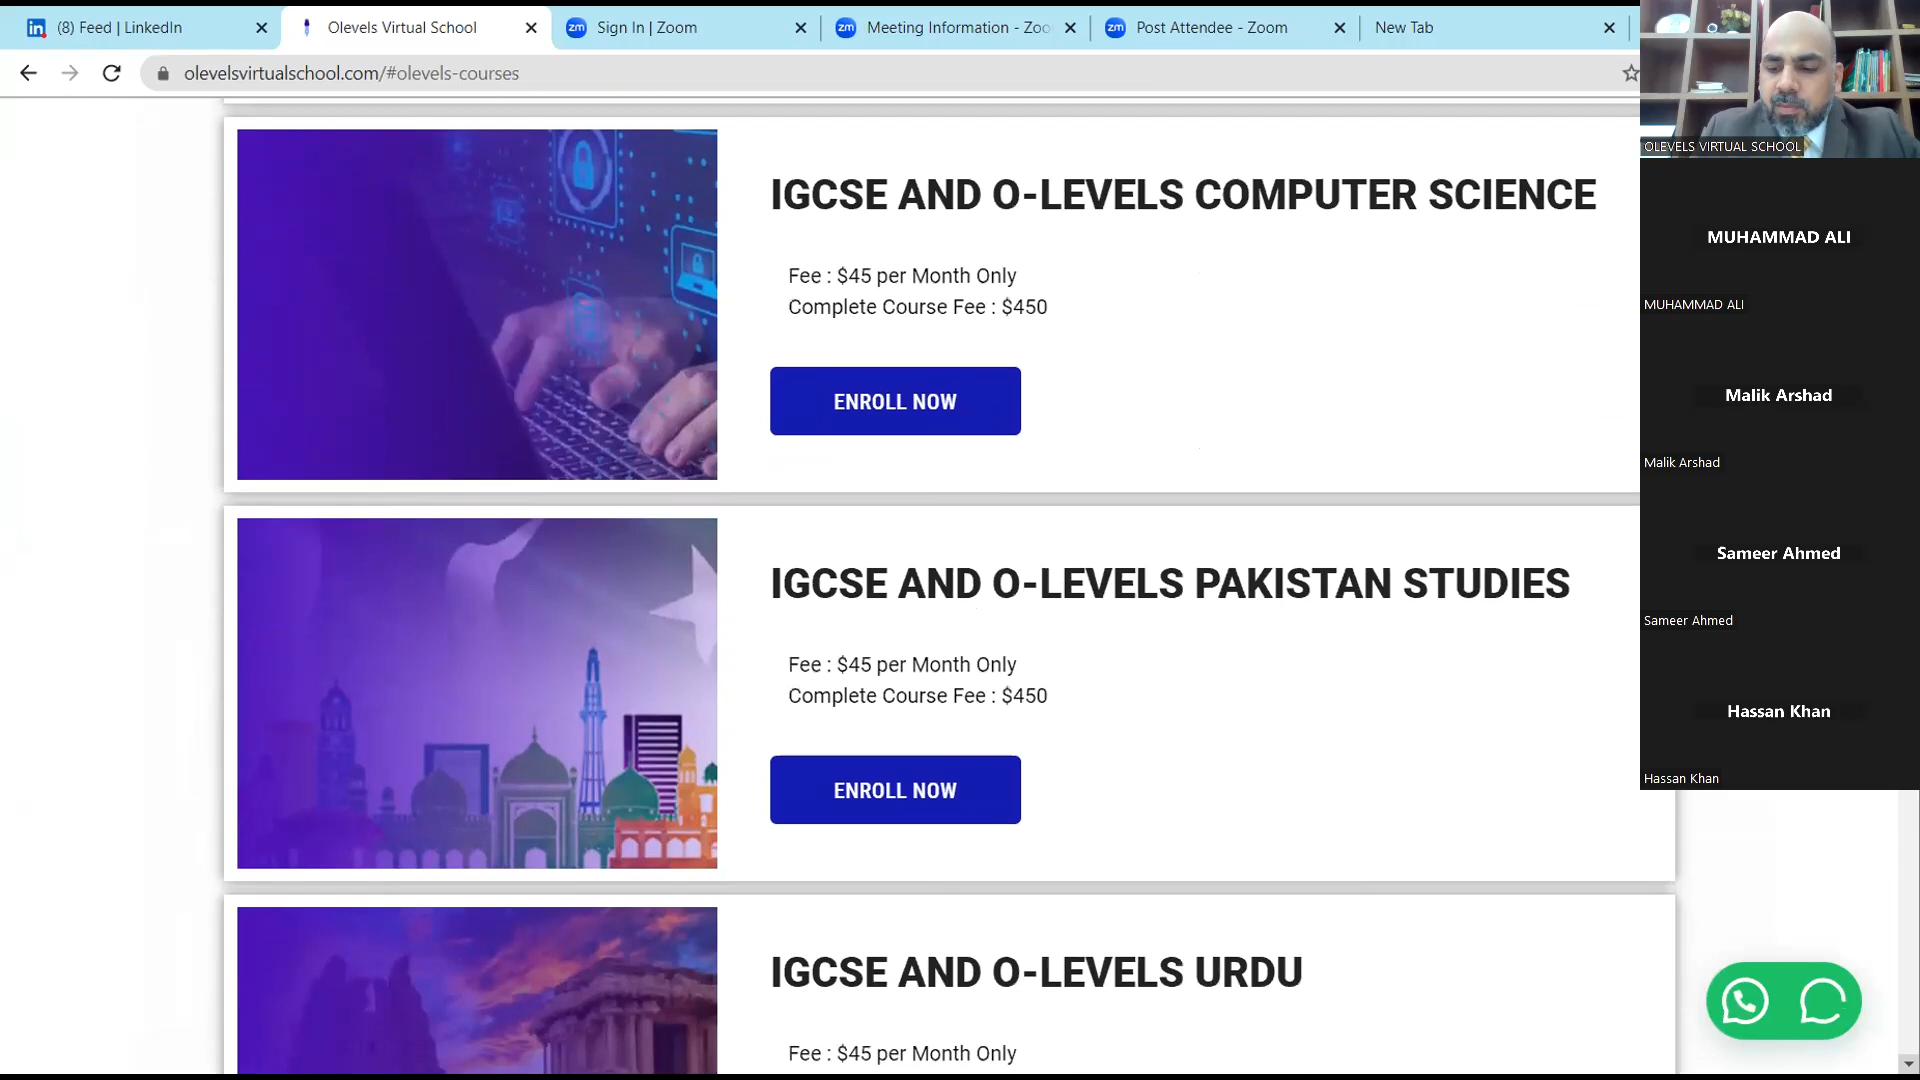 (8) Feed | LinkedIn
Olevels Virtual School
zm Sign In | Zoom
zm Meeting Information - Zoo
zm Post Attendee - Zoom
New Tab
olevelsvirtualschool.com/#olevels-courses
IGCSE AND O-LEVELS COMPUTER SCIENCE
Fee : $45 per Month Only
Complete Course Fee : $450
ENROLL NOW
IGCSE AND O-LEVELS PAKISTAN STUDIES
Fee : $45 per Month Only
Complete Course Fee : $450
ENROLL NOW
IGCSE AND O-LEVELS URDU
Fee : $45 per Month Only
OLEVELS VIRTUAL SCHOOL
MUHAMMAD ALI
MUHAMMAD ALI
Malik Arshad
Malik Arshad
Sameer Ahmed
Sameer Ahmed
Hassan Khan
Hassan Khan